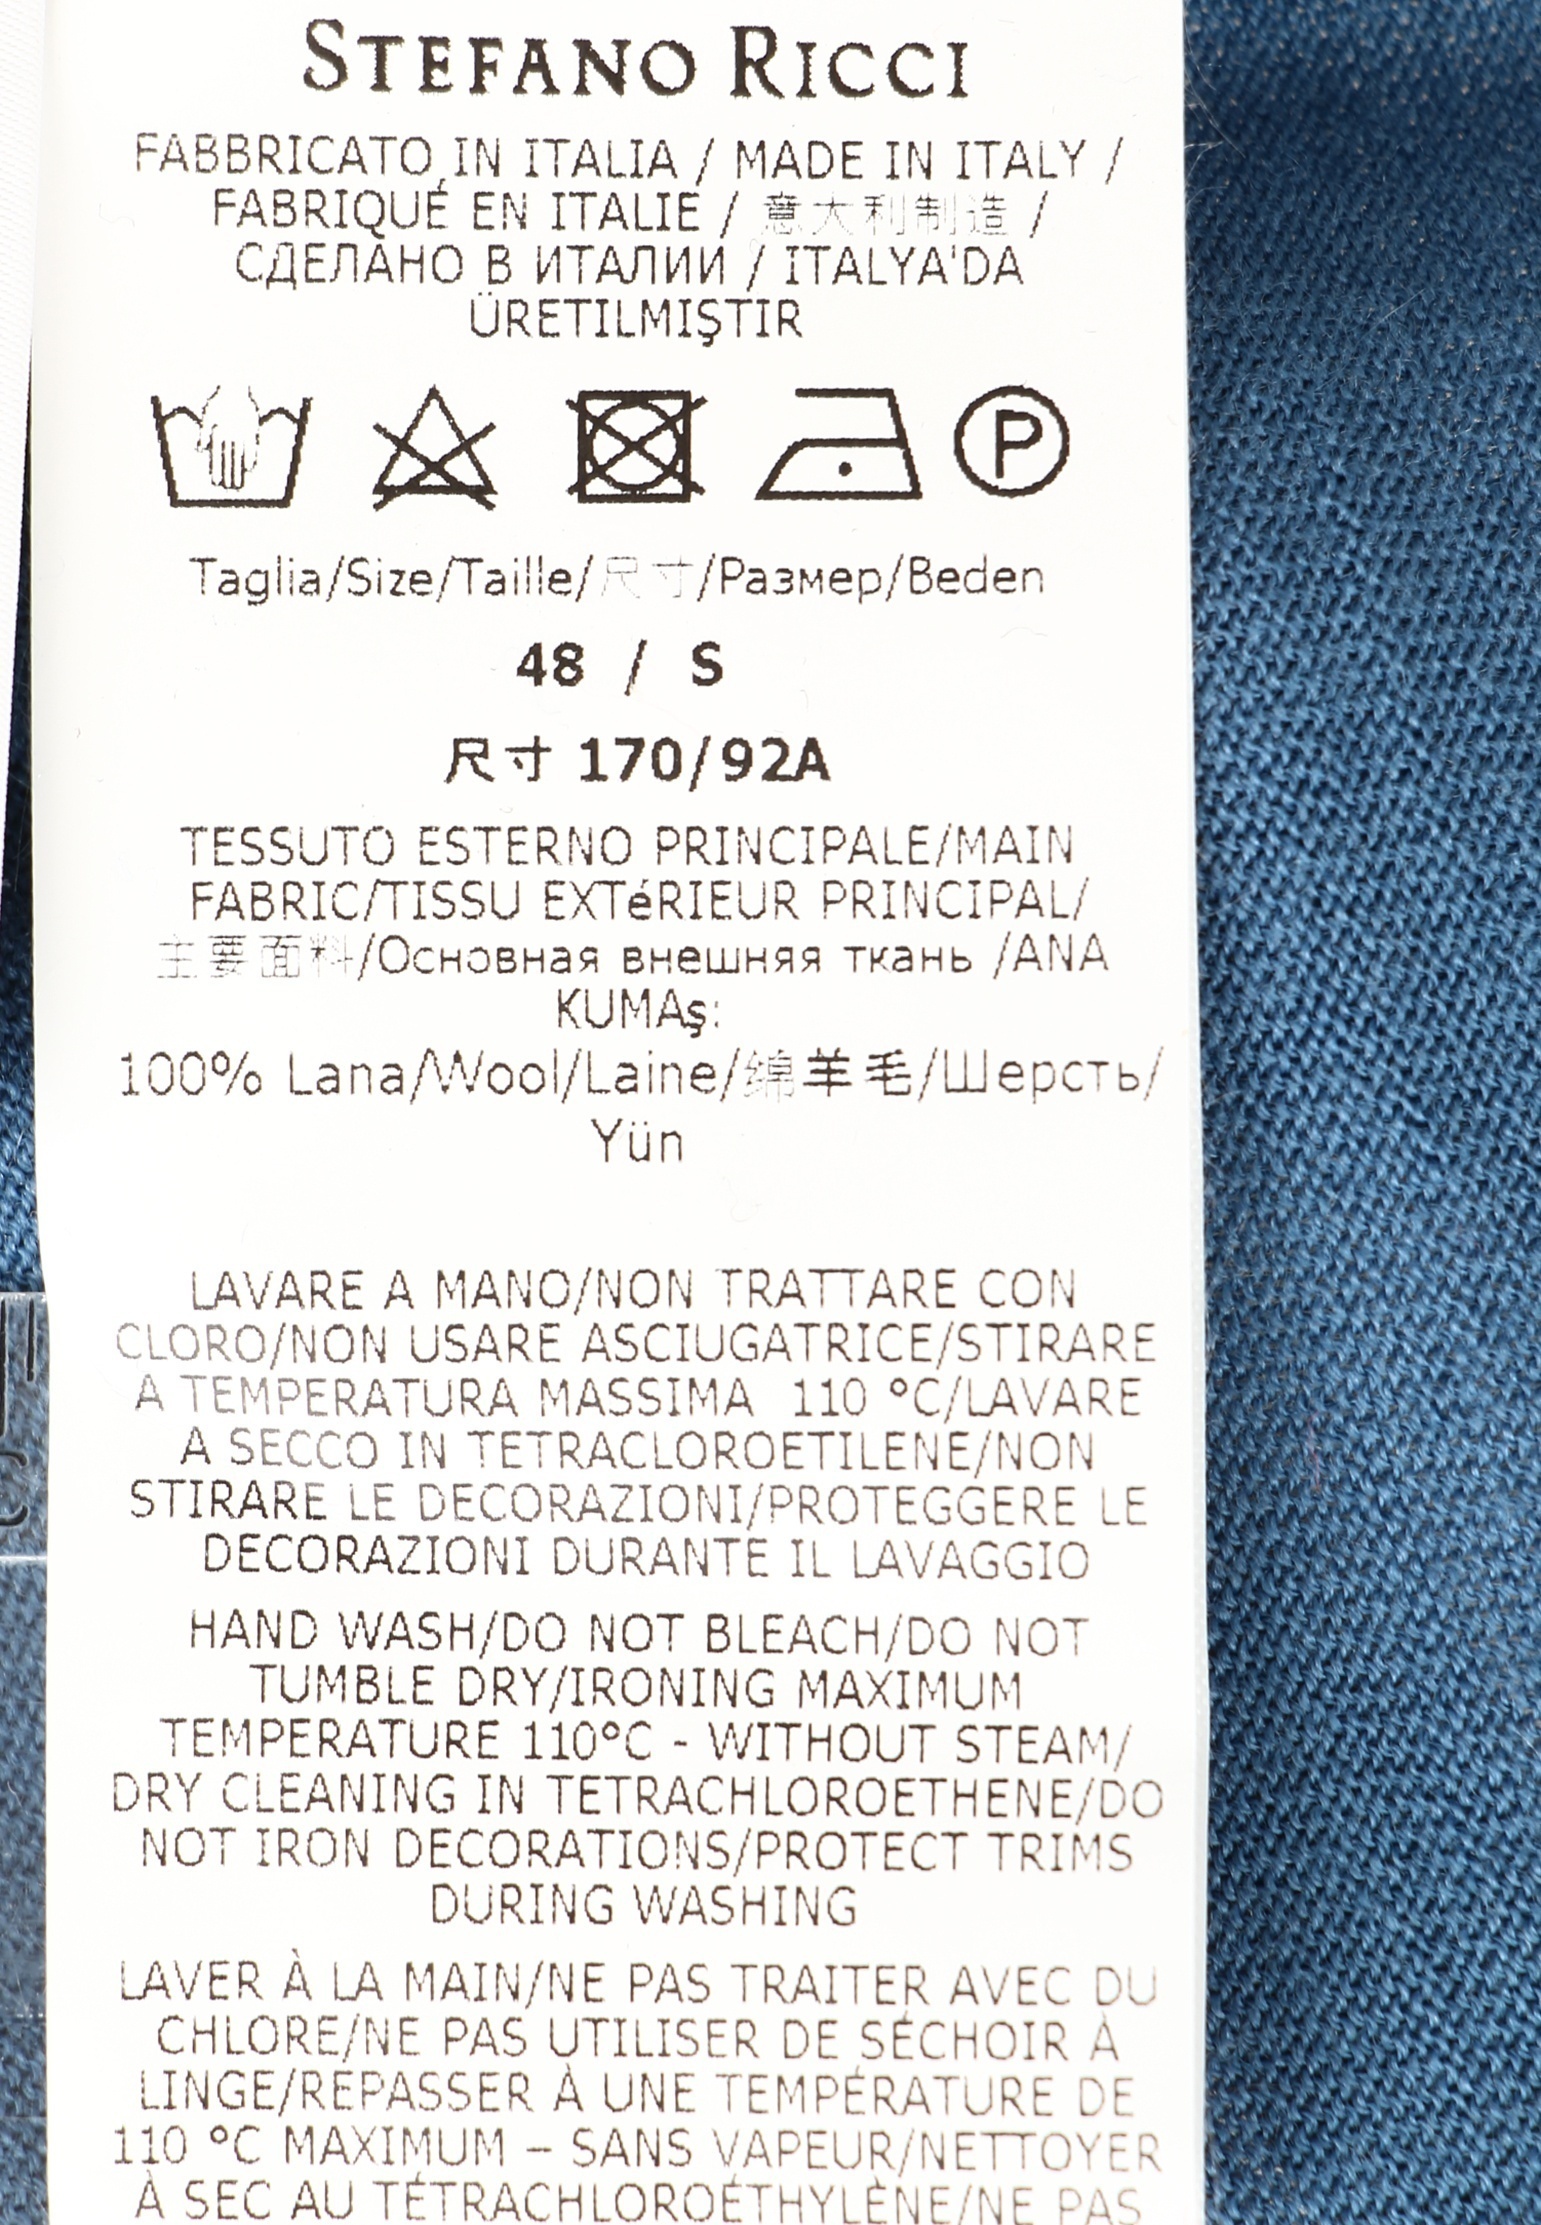 STEFANO RICCI
FABBRICATO IN ITALIA / MADE IN ITALY /
FABRIQUÉ EN ITALIE / 意大利制造 /
СДЕЛАНО В ИТАЛИИ / ITALYA'DA
ÜRETILMIŞTIR
P
Taglia/Size/Taille/尺寸/Размер/Beden
48 / S
尺寸 170/92A
TESSUTO ESTERNO PRINCIPALE/MAIN
FABRIC/TISSU EXTéRIEUR PRINCIPAL/
主要面料/Основная внешняя ткань /ANA
KUMAş:
100% Lana/Wool/Laine/绵羊毛/Шерсть/
Yün
LAVARE A MANO/NON TRATTARE CON
CLORO/NON USARE ASCIUGATRICE/STIRARE
A TEMPERATURA MASSIMA 110 °C/LAVARE
A SECCO IN TETRACLOROETILENE/NON
STIRARE LE DECORAZIONI/PROTEGGERE LE
DECORAZIONI DURANTE IL LAVAGGIO
HAND WASH/DO NOT BLEACH/DO NOT
TUMBLE DRY/IRONING MAXIMUM
TEMPERATURE 110°C - WITHOUT STEAM/
DRY CLEANING IN TETRACHLOROETHENE/DO
NOT IRON DECORATIONS/PROTECT TRIMS
DURING WASHING
LAVER À LA MAIN/NE PAS TRAITER AVEC DU
CHLORE/NE PAS UTILISER DE SÉCHOIR À
LINGE/REPASSER À UNE TEMPÉRATURE DE
110 °C MAXIMUM – SANS VAPEUR/NETTOYER
À SEC AU TÉTRACHLOROÉTHYLÈNE/NE PAS